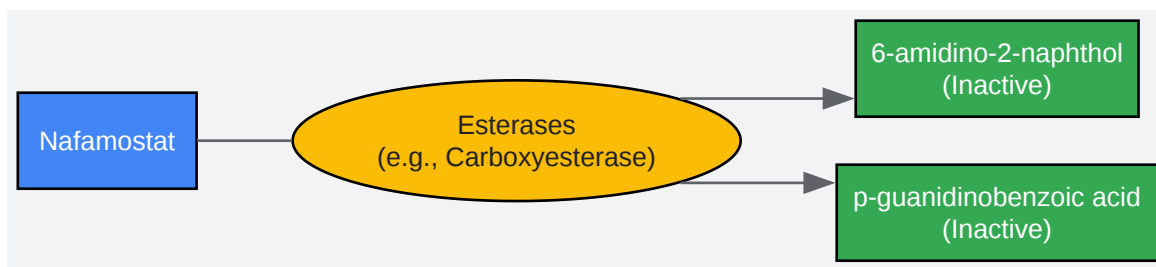 Nafamostat
Esterases
(e.g., Carboxyesterase)
6-amidino-2-naphthol
(Inactive)
p-guanidinobenzoic acid
(Inactive)